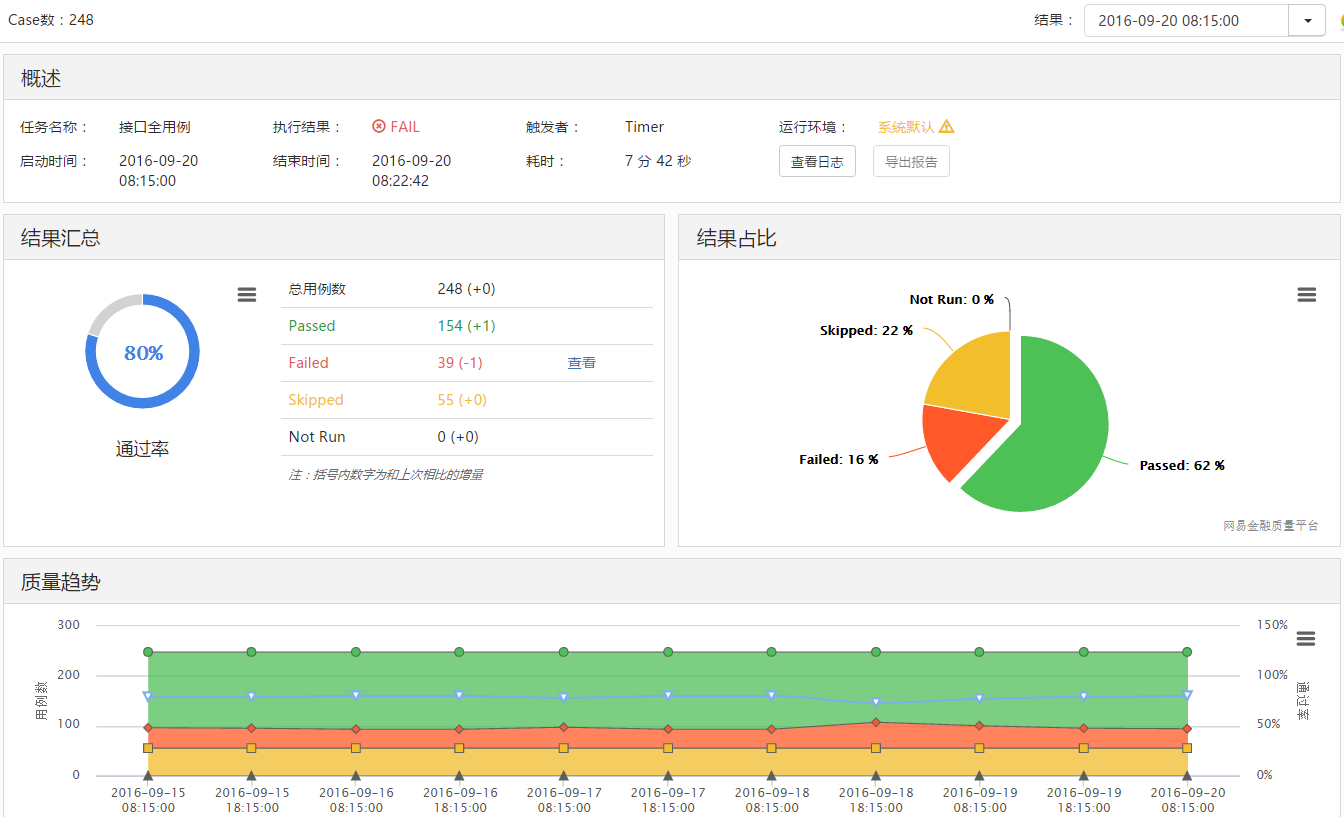 Case数：248
结果： 2016-09-20 08:15:00
概述
任务名称： 接口全用例 执行结果： FAIL 触发者： Timer 运行环境： 系统默认
启动时间： 2016-09-20 08:15:00 结束时间： 2016-09-20 08:22:42 耗时： 7 分 42 秒 查看日志 导出报告
结果汇总
80%
通过率
总用例数 248 (+0)
Passed 154 (+1)
Failed 39 (-1) 查看
Skipped 55 (+0)
Not Run 0 (+0)
注：括号内数字为和上次相比的增量
结果占比
Not Run: 0 %
Skipped: 22 %
Failed: 16 %
Passed: 62 %
网易金融质量平台
质量趋势
300 150%
200 100%
100 50%
0 0%
用例数
通过率
2016-09-15 08:15:00
2016-09-15 18:15:00
2016-09-16 08:15:00
2016-09-16 18:15:00
2016-09-17 08:15:00
2016-09-17 18:15:00
2016-09-18 08:15:00
2016-09-18 18:15:00
2016-09-19 08:15:00
2016-09-19 18:15:00
2016-09-20 08:15:00